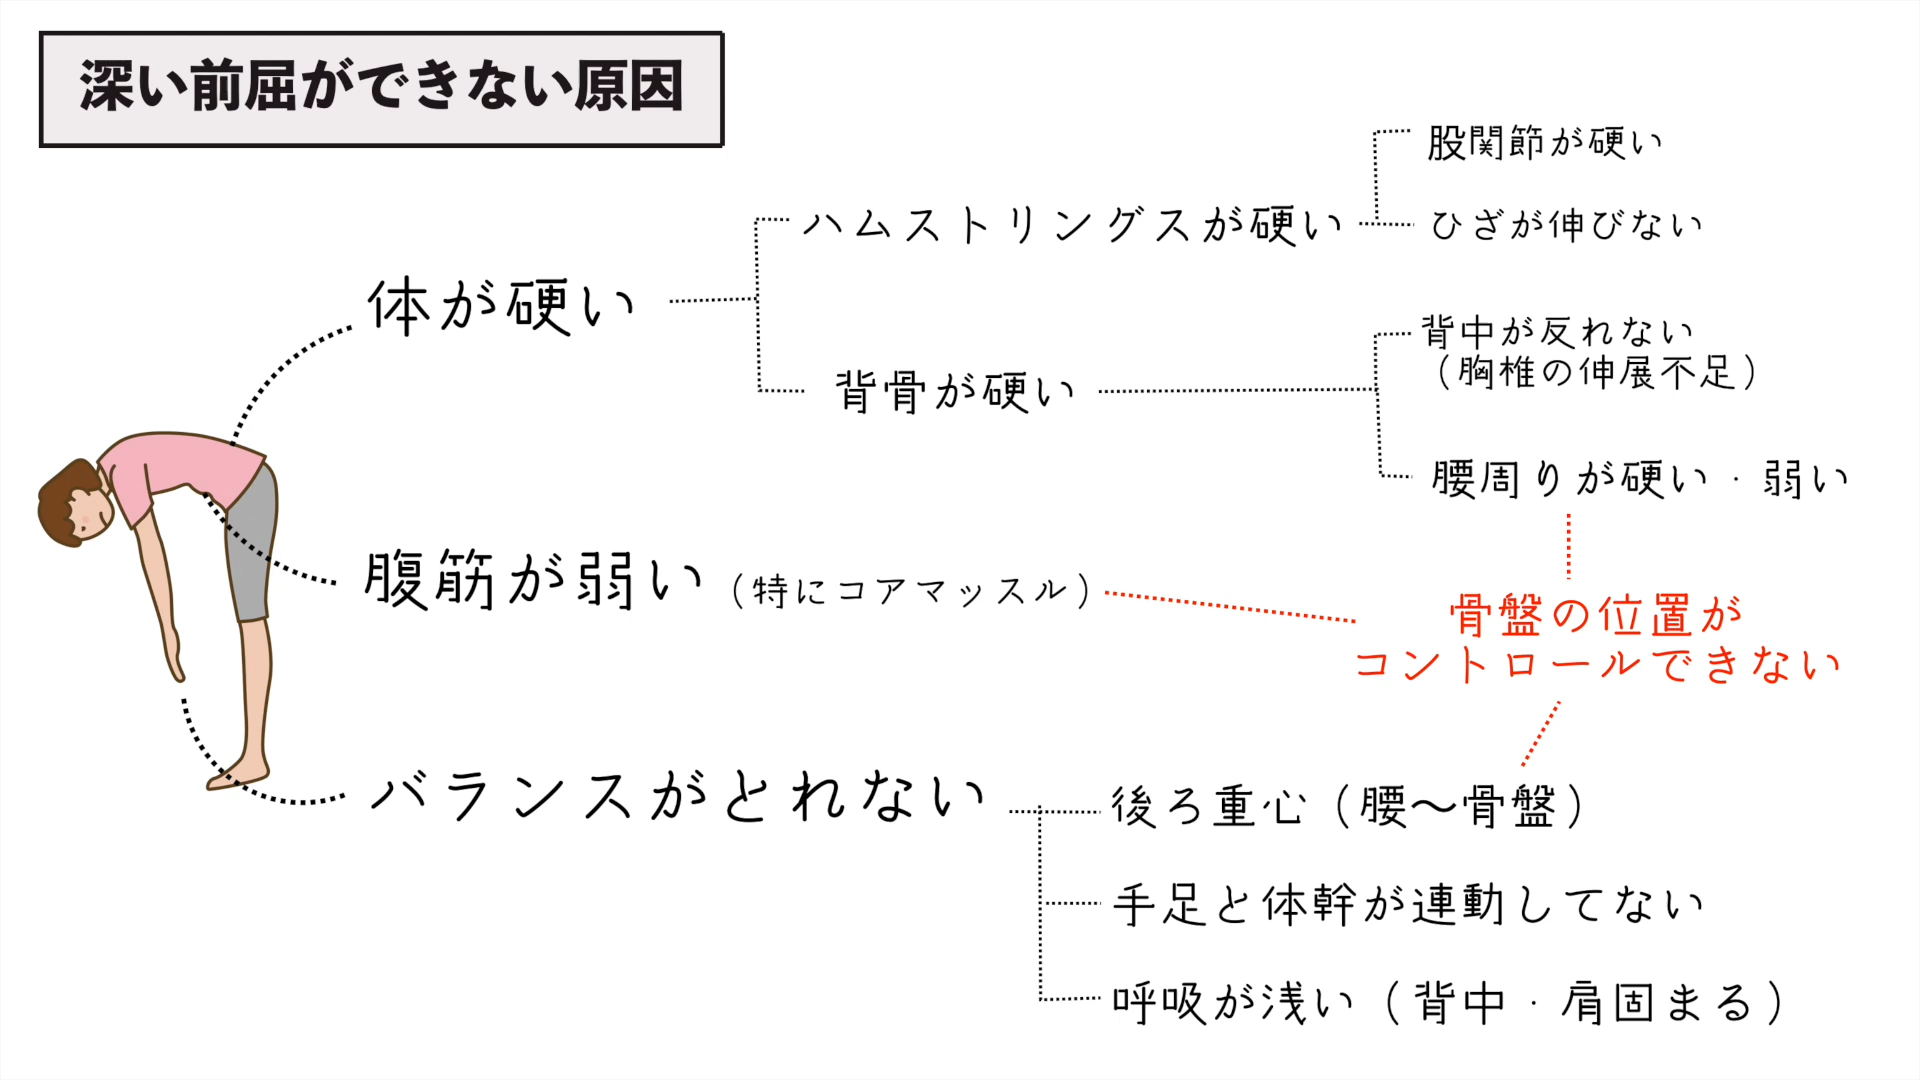 深い前屈ができない原因
体が硬い
ハムストリングスが硬い
股関節が硬い
ひざが伸びない
背骨が硬い
背中が反れない
（胸椎の伸展不足）
腰周りが硬い・弱い
腹筋が弱い（特にコアマッスル）
骨盤の位置が
コントロールできない
バランスがとれない
後ろ重心（腰〜骨盤）
手足と体幹が連動してない
呼吸が浅い（背中・肩固まる）